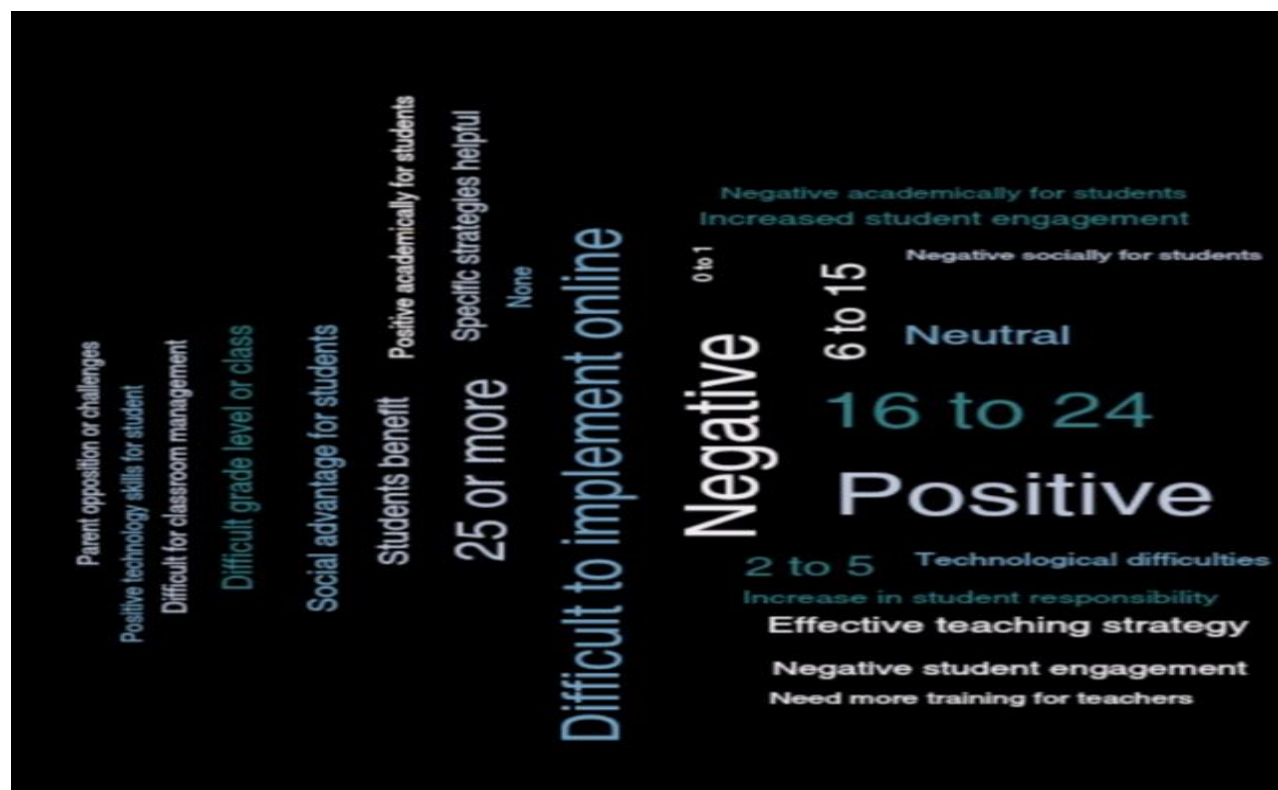 Parent opposition or challenges
Positive technology skills for student
Difficult for classroom management
Difficult grade level or class
Social advantage for students
Positive academically for students
Students benefit
Specific strategies helpful
25 or more
None
Difficult to implement online
Negative academically for students
Increased student engagement
0 to 1
Negative
Negative socially for students
6 to 15
Neutral
16 to 24
Positive
2 to 5
Technological difficulties
Increase in student responsibility
Effective teaching strategy
Negative student engagement
Need more training for teachers